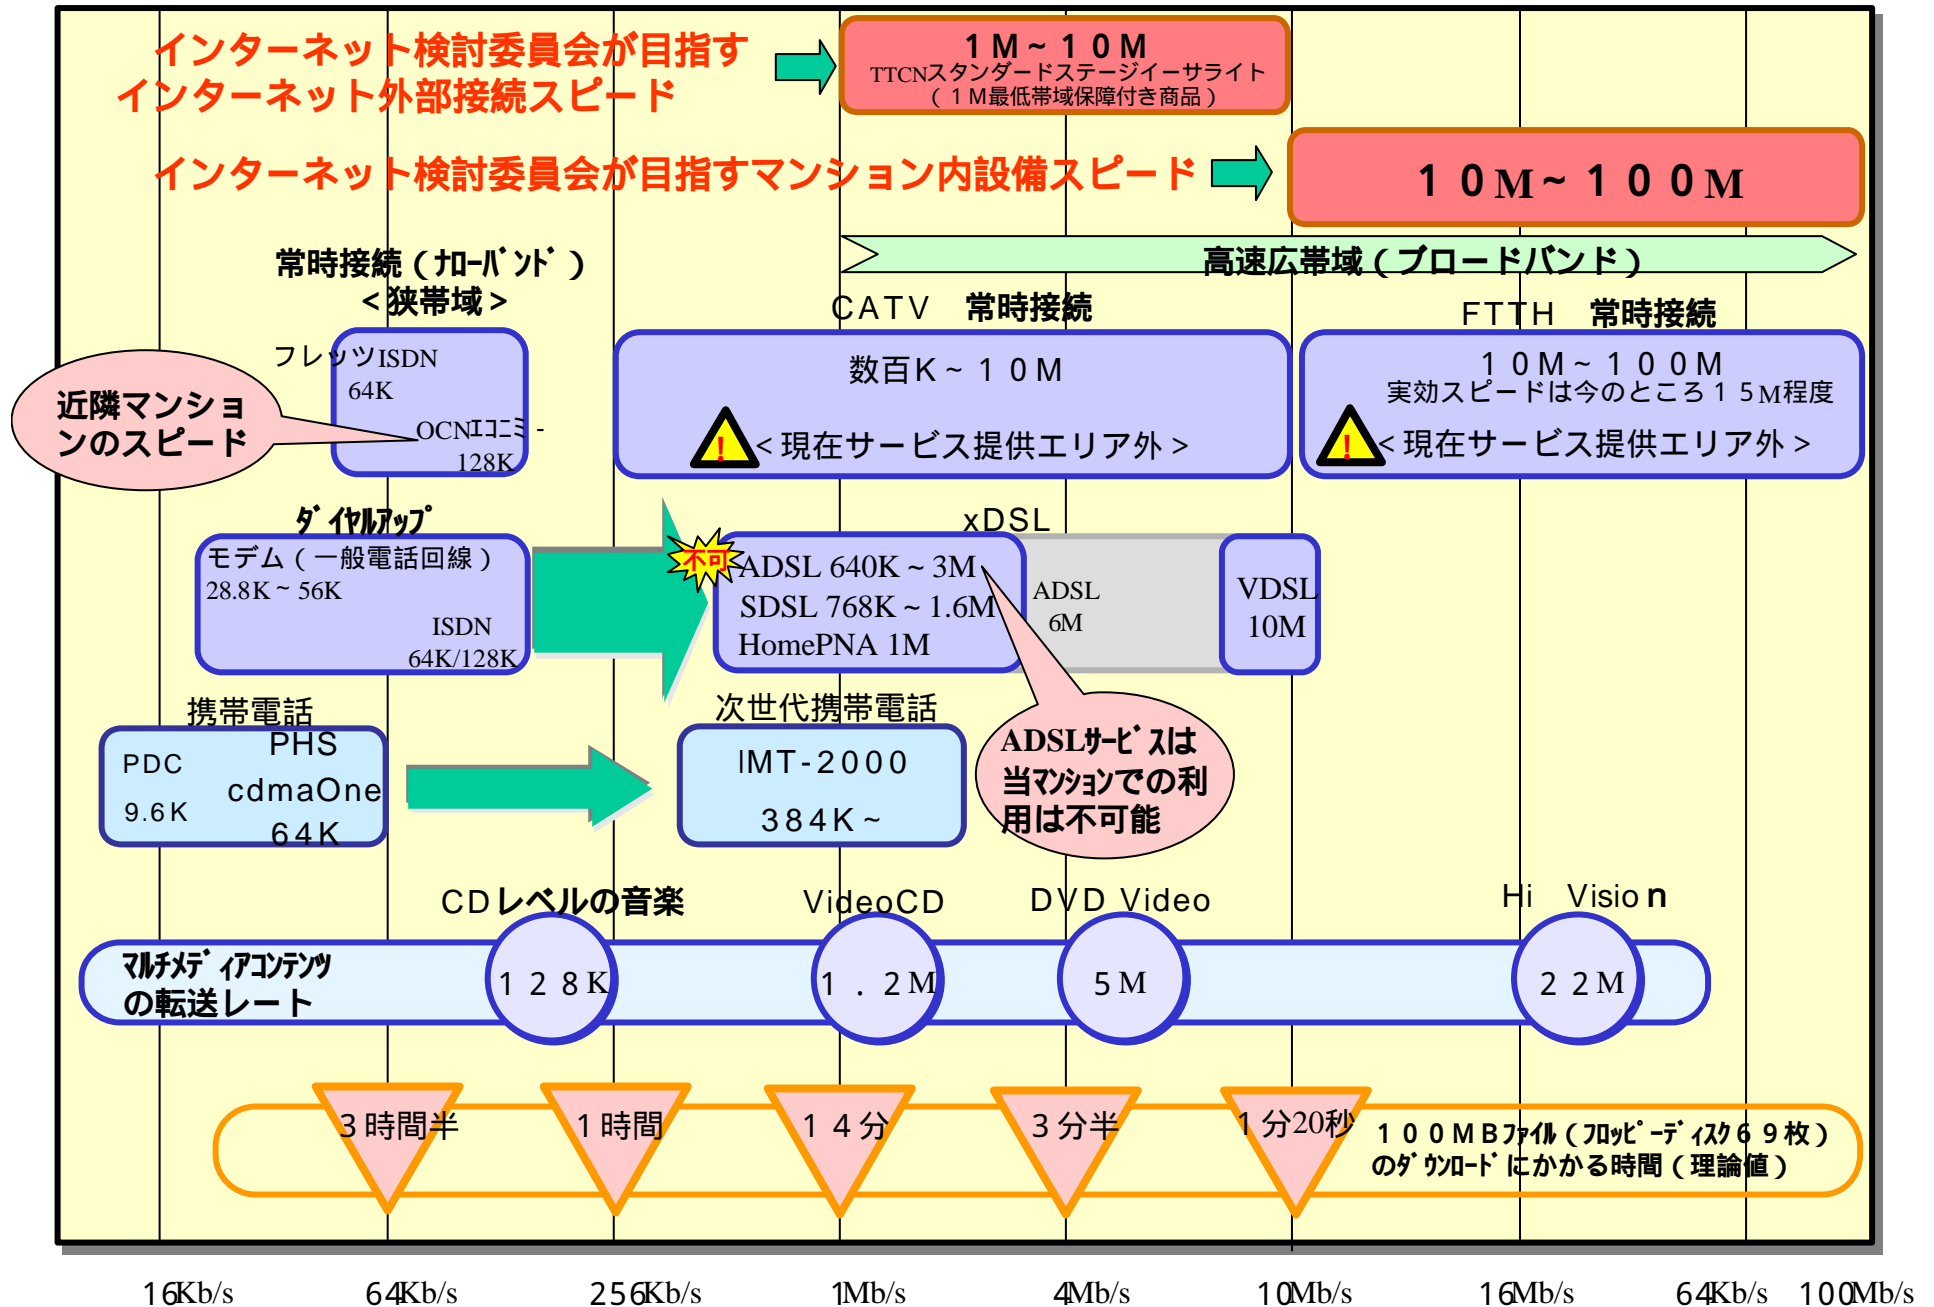 インターネット検討委員会が目指す
インターネット外部接続スピード
１Ｍ～１０Ｍ
TTCNスタンダードステージイーサライト
（１Ｍ最低帯域保障付き商品）
インターネット検討委員会が目指すマンション内設備スピード
１０M～１００M
常時接続（ﾅﾛｰﾊﾞﾝﾄﾞ）
＜狭帯域＞
高速広帯域（ブロードバンド）
CATV　常時接続
FTTH　常時接続
フレッツISDN
64K
OCNｴｺﾆﾐｰ
128K
近隣マンショ
ンのスピード
数百K～１０M
＜現在サービス提供エリア外＞
１０M～１００M
実効スピードは今のところ１５M程度
＜現在サービス提供エリア外＞
!
!
ﾀﾞｲﾔﾙｱｯﾌﾟ
モデム（一般電話回線）
28.8K～56K
ISDN
64K/128K
不可
xDSL
ADSL 640K～3M
SDSL 768K～1.6M
HomePNA 1M
ADSL
6M
VDSL
10M
携帯電話
PDC
9.6K
PHS
cdmaOne
64K
次世代携帯電話
IMT-2000
384K～
ADSLｻｰﾋﾞｽは
当ﾏﾝｼｮﾝでの利
用は不可能
CDレベルの音楽
VideoCD
DVD Video
Hi　Vision
ﾏﾙﾁﾒﾃﾞｨｱｺﾝﾃﾝﾂ
の転送レート
１２８K
１．２M
５M
２２M
３時間半
１時間
１４分
３分半
１分20秒
１００ＭＢﾌｧｲﾙ（ﾌﾛｯﾋﾟｰﾃﾞｨｽｸ６９枚）
のﾀﾞｳﾝﾛｰﾄﾞにかかる時間（理論値）
16Kb/s
64Kb/s
256Kb/s
1Mb/s
4Mb/s
10Mb/s
16Mb/s
64Kb/s
100Mb/s